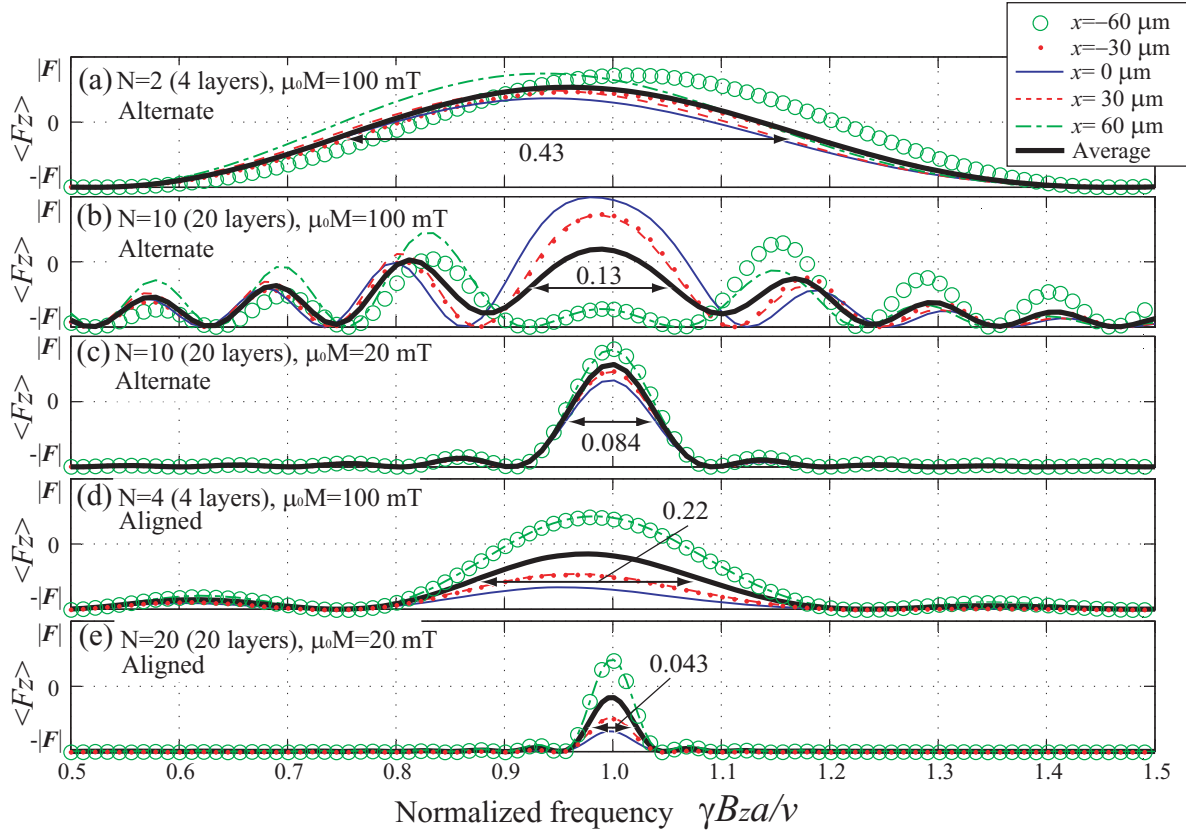 x=−60 μm
x=−30 μm
x= 0 μm
x= 30 μm
x= 60 μm
Average
|F|
0
-|F|
<Fz>
(a) N=2 (4 layers), μ₀M=100 mT
Alternate
0.43
|F|
0
-|F|
<Fz>
(b) N=10 (20 layers), μ₀M=100 mT
Alternate
0.13
|F|
0
-|F|
<Fz>
(c) N=10 (20 layers), μ₀M=20 mT
Alternate
0.084
|F|
0
-|F|
<Fz>
(d) N=4 (4 layers), μ₀M=100 mT
Aligned
0.22
|F|
0
-|F|
<Fz>
(e) N=20 (20 layers), μ₀M=20 mT
Aligned
0.043
0.5 0.6 0.7 0.8 0.9 1.0 1.1 1.2 1.3 1.4 1.5
Normalized frequency γBza/v